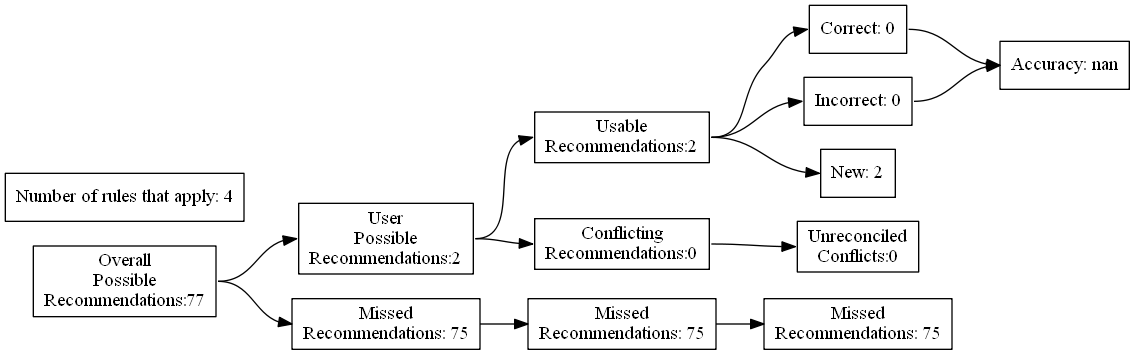 Number of rules that apply: 4
Overall
Possible
Recommendations:77
User
Possible
Recommendations:2
Missed
Recommendations: 75
Usable
Recommendations:2
Conflicting
Recommendations:0
Missed
Recommendations: 75
Correct: 0
Incorrect: 0
New: 2
Unreconciled
Conflicts:0
Missed
Recommendations: 75
Accuracy: nan